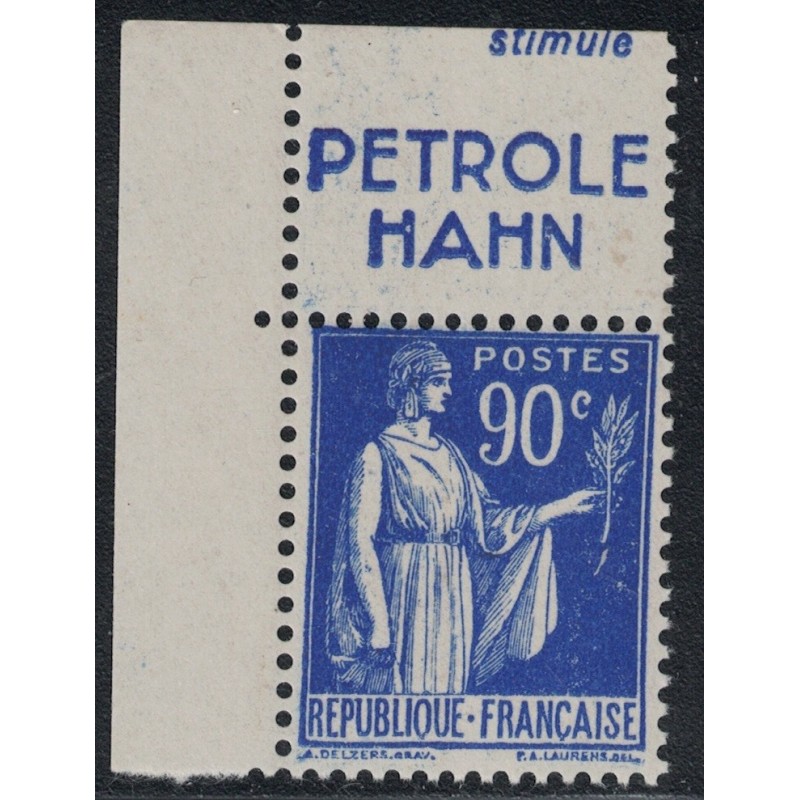 stimule
PETROLE
HAHN
POSTES
90c
REPUBLIQUE·FRANÇAISE
A.DELZERS.GRAV. P.A.LAURENS.DEL.